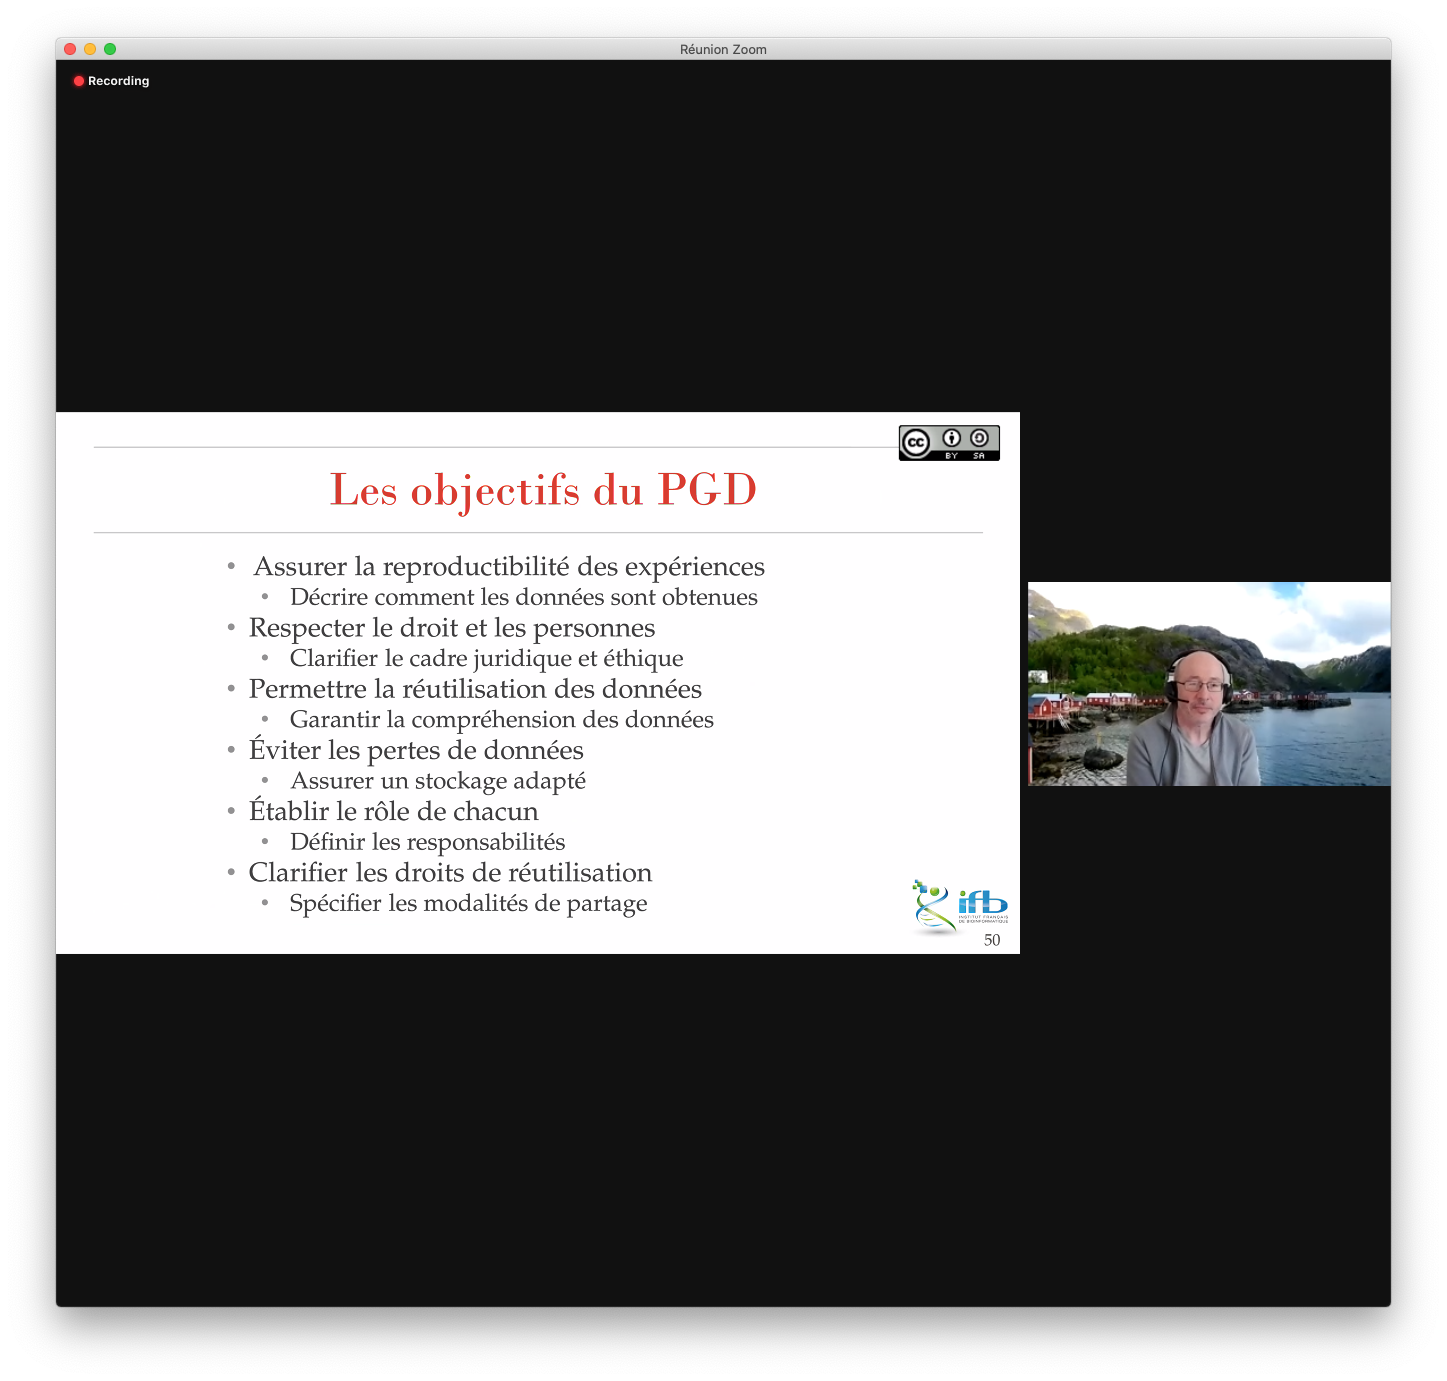 Réunion Zoom
Recording
cc
BY SA
Les objectifs du PGD
• Assurer la reproductibilité des expériences
• Décrire comment les données sont obtenues
• Respecter le droit et les personnes
• Clarifier le cadre juridique et éthique
• Permettre la réutilisation des données
• Garantir la compréhension des données
• Éviter les pertes de données
• Assurer un stockage adapté
• Établir le rôle de chacun
• Définir les responsabilités
• Clarifier les droits de réutilisation
• Spécifier les modalités de partage
ifb
INSTITUT FRANÇAIS
DE BIOINFORMATIQUE
50